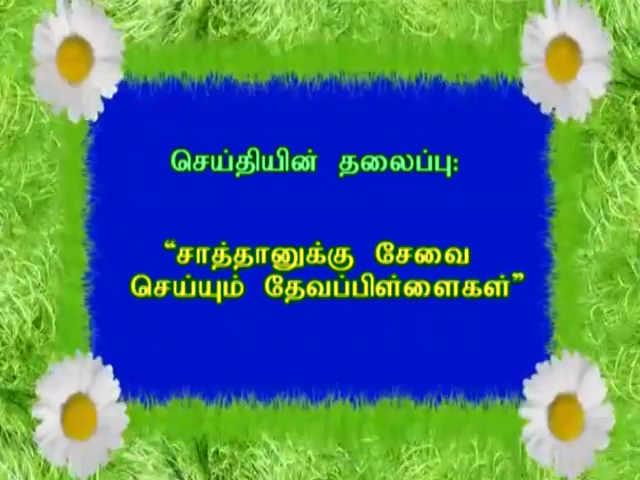 செய்தியின் தலைப்பு:
“சாத்தானுக்கு சேவை
செய்யும் தேவப்பிள்ளைகள்”